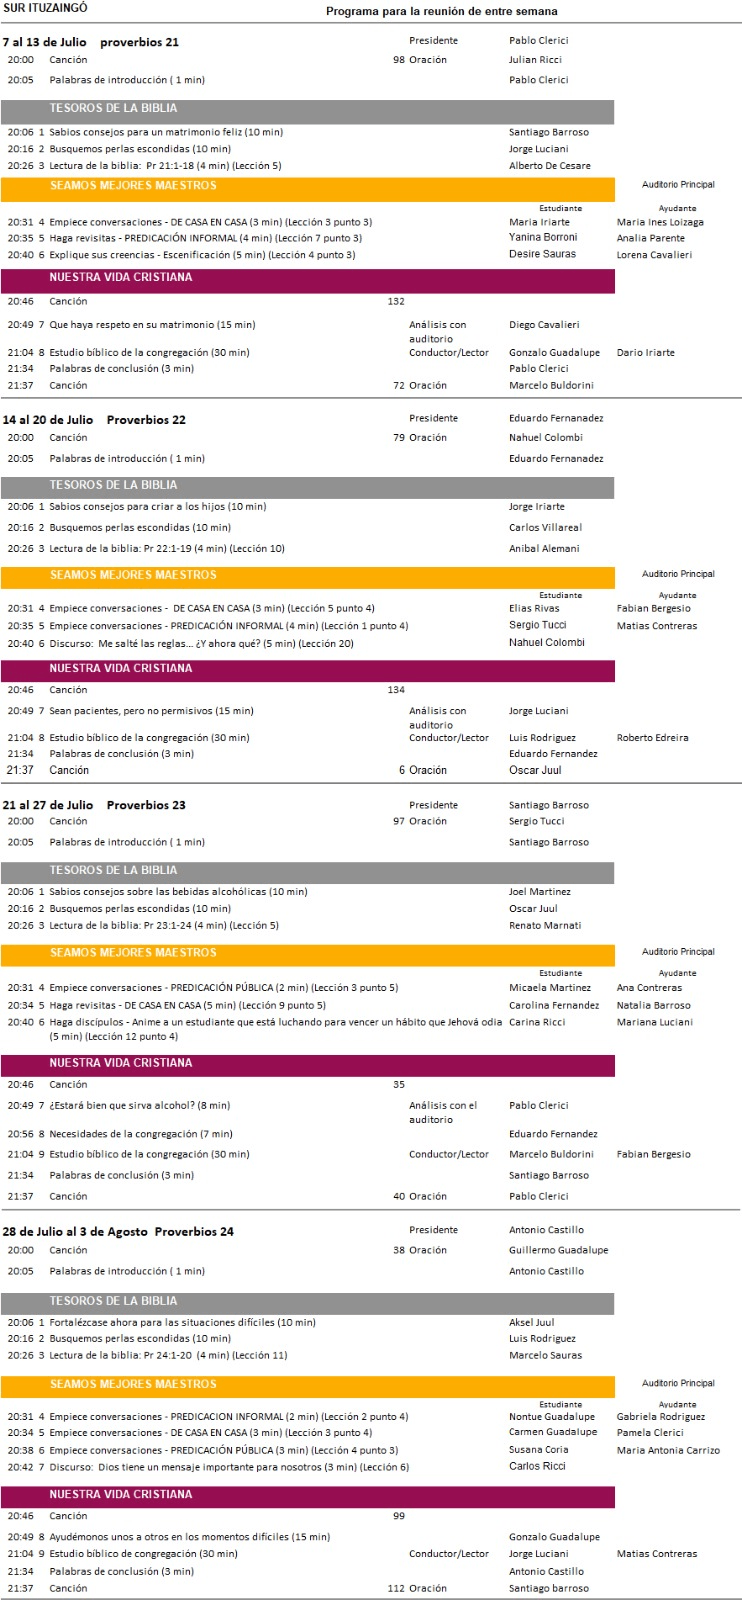 SUR ITUZAINGÓ Programa para la reunión de entre semana
7 al 13 de Julio proverbios 21 Presidente Pablo Clerici
20:00 Canción 98 Oración Julian Ricci
20:05 Palabras de introducción ( 1 min) Pablo Clerici
TESOROS DE LA BIBLIA
20:06 1 Sabios consejos para un matrimonio feliz (10 min) Santiago Barroso
20:16 2 Busquemos perlas escondidas (10 min) Jorge Luciani
20:26 3 Lectura de la biblia: Pr 21:1-18 (4 min) (Lección 5) Alberto De Cesare
SEAMOS MEJORES MAESTROS Auditorio Principal
Estudiante Ayudante
20:31 4 Empiece conversaciones - DE CASA EN CASA (3 min) (Lección 3 punto 3) Maria Iriarte Maria Ines Loizaga
20:35 5 Haga revisitas - PREDICACIÓN INFORMAL (4 min) (Lección 7 punto 3) Yanina Borroni Analia Parente
20:40 6 Explique sus creencias - Escenificación (5 min) (Lección 4 punto 3) Desire Sauras Lorena Cavalieri
NUESTRA VIDA CRISTIANA
20:46 Canción 132
20:49 7 Que haya respeto en su matrimonio (15 min) Análisis con Diego Cavalieri
auditorio
21:04 8 Estudio bíblico de la congregación (30 min) Conductor/Lector Gonzalo Guadalupe Dario Iriarte
21:34 Palabras de conclusión (3 min) Pablo Clerici
21:37 Canción 72 Oración Marcelo Buldorini
14 al 20 de Julio Proverbios 22 Presidente Eduardo Fernanadez
20:00 Canción 79 Oración Nahuel Colombi
20:05 Palabras de introducción ( 1 min) Eduardo Fernanadez
TESOROS DE LA BIBLIA
20:06 1 Sabios consejos para criar a los hijos (10 min) Jorge Iriarte
20:16 2 Busquemos perlas escondidas (10 min) Carlos Villareal
20:26 3 Lectura de la biblia: Pr 22:1-19 (4 min) (Lección 10) Anibal Alemani
SEAMOS MEJORES MAESTROS Auditorio Principal
Estudiante Ayudante
20:31 4 Empiece conversaciones - DE CASA EN CASA (3 min) (Lección 5 punto 4) Elias Rivas Fabian Bergesio
20:35 5 Empiece conversaciones - PREDICACIÓN INFORMAL (4 min) (Lección 1 punto 4) Sergio Tucci Matias Contreras
20:40 6 Discurso: Me salté las reglas... ¿Y ahora qué? (5 min) (Lección 20) Nahuel Colombi
NUESTRA VIDA CRISTIANA
20:46 Canción 134
20:49 7 Sean pacientes, pero no permisivos (15 min) Análisis con Jorge Luciani
auditorio
21:04 8 Estudio bíblico de la congregación (30 min) Conductor/Lector Luis Rodriguez Roberto Edreira
21:34 Palabras de conclusión (3 min) Eduardo Fernandez
21:37 Canción 6 Oración Oscar Juul
21 al 27 de Julio Proverbios 23 Presidente Santiago Barroso
20:00 Canción 97 Oración Sergio Tucci
20:05 Palabras de introducción ( 1 min) Santiago Barroso
TESOROS DE LA BIBLIA
20:06 1 Sabios consejos sobre las bebidas alcohólicas (10 min) Joel Martinez
20:16 2 Busquemos perlas escondidas (10 min) Oscar Juul
20:26 3 Lectura de la biblia: Pr 23:1-24 (4 min) (Lección 5) Renato Marnati
SEAMOS MEJORES MAESTROS Auditorio Principal
Estudiante Ayudante
20:31 4 Empiece conversaciones - PREDICACIÓN PÚBLICA (2 min) (Lección 3 punto 5) Micaela Martinez Ana Contreras
20:34 5 Haga revisitas - DE CASA EN CASA (5 min) (Lección 9 punto 5) Carolina Fernandez Natalia Barroso
20:40 6 Haga discípulos - Anime a un estudiante que está luchando para vencer un hábito que Jehová odia Carina Ricci Mariana Luciani
(5 min) (Lección 12 punto 4)
NUESTRA VIDA CRISTIANA
20:46 Canción 35
20:49 7 ¿Estará bien que sirva alcohol? (8 min) Análisis con el Pablo Clerici
auditorio
20:56 8 Necesidades de la congregación (7 min) Eduardo Fernandez
21:04 9 Estudio bíblico de la congregación (30 min) Conductor/Lector Marcelo Buldorini Fabian Bergesio
21:34 Palabras de conclusión (3 min) Santiago Barroso
21:37 Canción 40 Oración Pablo Clerici
28 de Julio al 3 de Agosto Proverbios 24 Presidente Antonio Castillo
20:00 Canción 38 Oración Guillermo Guadalupe
20:05 Palabras de introducción ( 1 min) Antonio Castillo
TESOROS DE LA BIBLIA
20:06 1 Fortalézcase ahora para las situaciones difíciles (10 min) Aksel Juul
20:16 2 Busquemos perlas escondidas (10 min) Luis Rodriguez
20:26 3 Lectura de la biblia: Pr 24:1-20 (4 min) (Lección 11) Marcelo Sauras
SEAMOS MEJORES MAESTROS Auditorio Principal
Estudiante Ayudante
20:31 4 Empiece conversaciones - PREDICACION INFORMAL (2 min) (Lección 2 punto 4) Nontue Guadalupe Gabriela Rodriguez
20:34 5 Empiece conversaciones - DE CASA EN CASA (3 min) (Lección 3 punto 4) Carmen Guadalupe Pamela Clerici
20:38 6 Empiece conversaciones - PREDICACIÓN PÚBLICA (3 min) (Lección 4 punto 3) Susana Coria Maria Antonia Carrizo
20:42 7 Discurso: Dios tiene un mensaje importante para nosotros (3 min) (Lección 6) Carlos Ricci
NUESTRA VIDA CRISTIANA
20:46 Canción 99
20:49 8 Ayudémonos unos a otros en los momentos difíciles (15 min) Gonzalo Guadalupe
21:04 9 Estudio bíblico de congregación (30 min) Conductor/Lector Jorge Luciani Matias Contreras
21:34 Palabras de conclusión (3 min) Antonio Castillo
21:37 Canción 112 Oración Santiago barroso